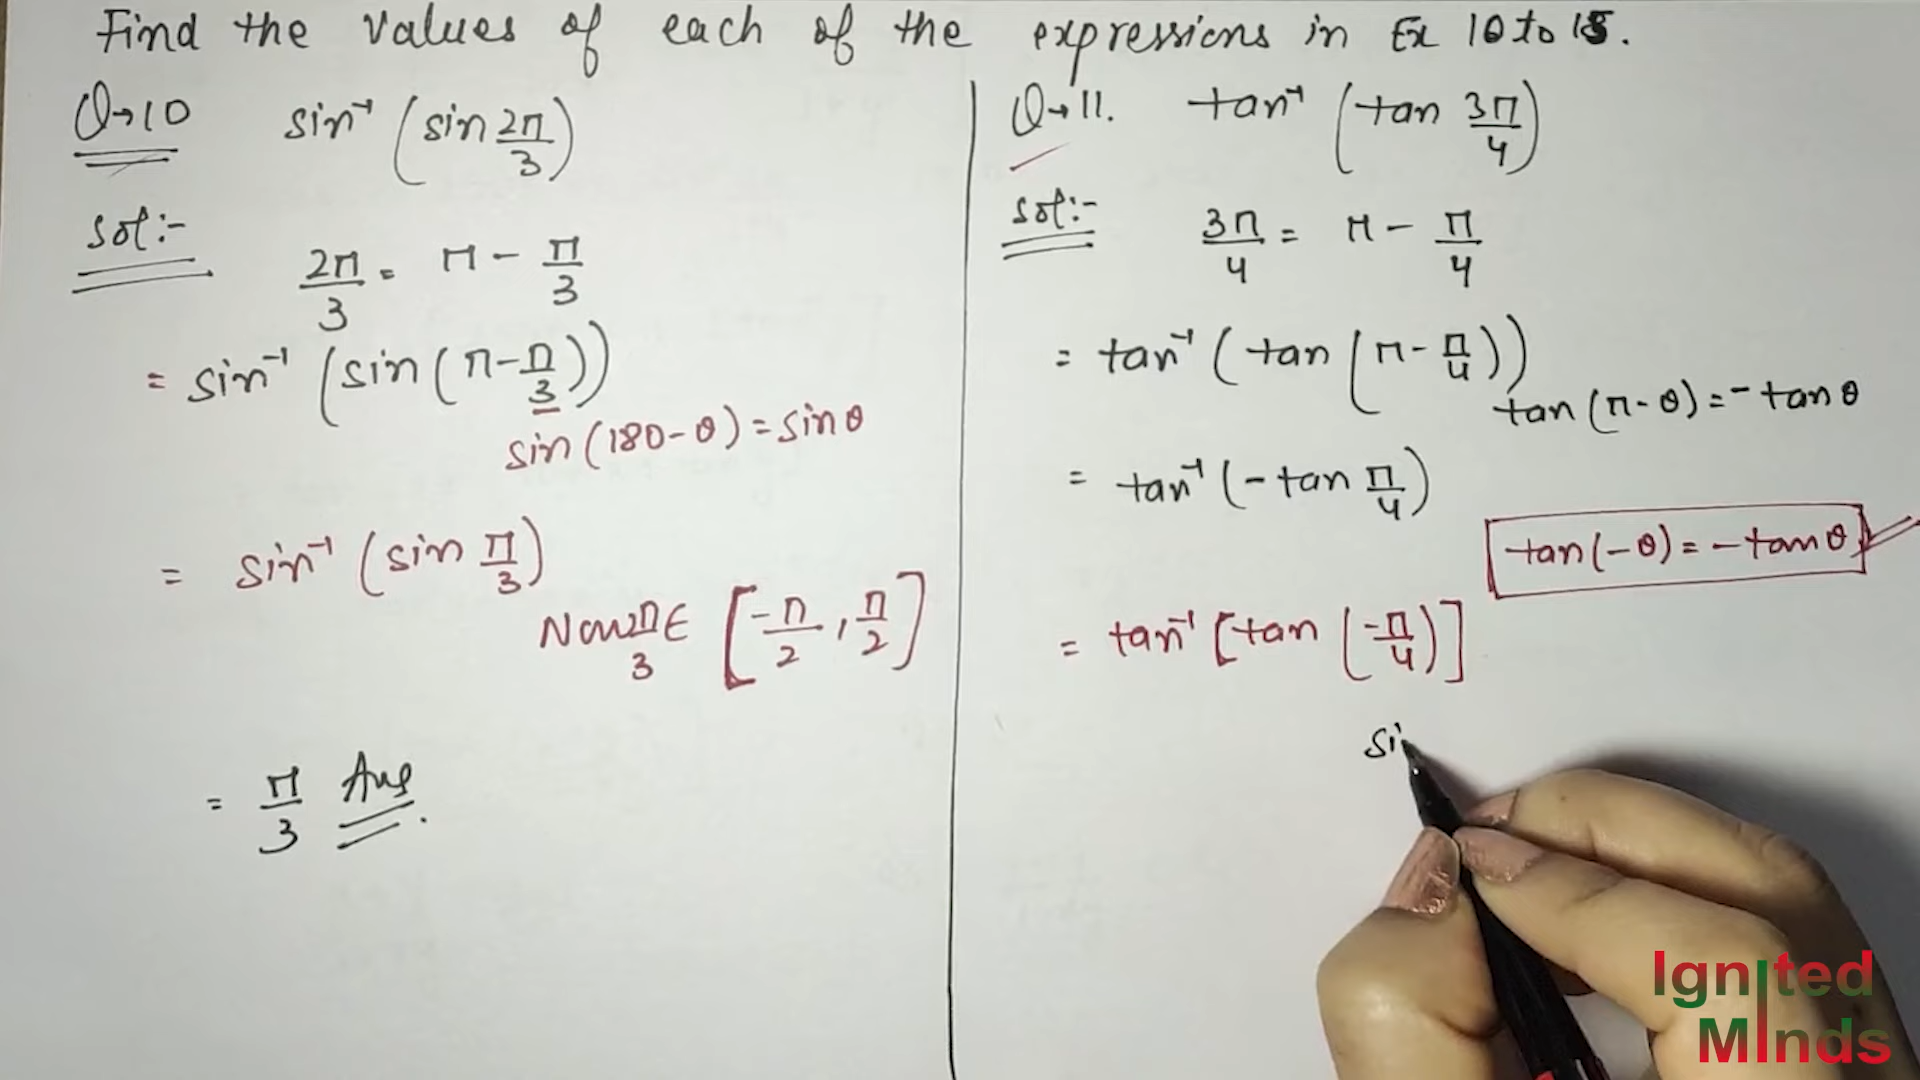 Find the values of each of the expressions in Ex 10 to 15.
Q→10 sin⁻¹ (sin 2π/3)
Sol:-
2π/3 = π - π/3
= sin⁻¹ (sin (π - π/3))
sin (180 - θ) = sin θ
= sin⁻¹ (sin π/3)
Now 2π/3 ∈ [-π/2, π/2]
= π/3 Ans.
Q→11. tan⁻¹ (tan 3π/4)
Sol:-
3π/4 = π - π/4
= tan⁻¹ (tan (π - π/4))
tan (π - θ) = - tan θ
= tan⁻¹ (- tan π/4)
tan (-θ) = - tan θ
= tan⁻¹ [tan (-π/4)]
Si
Ignited
Minds